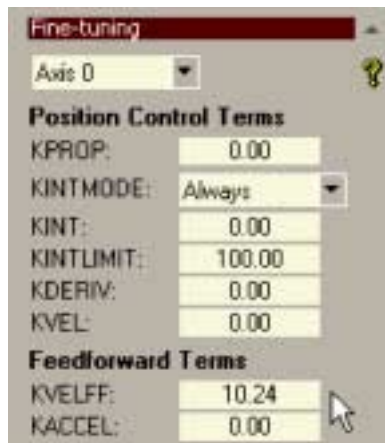 Fine-tuning
Axis 0
Position Control Terms
KPROP: 0.00
KINTMODE: Always
KINT: 0.00
KINTLIMIT: 100.00
KDERIV: 0.00
KVEL: 0.00
Feedforward Terms
KVELFF: 10.24
KACCEL: 0.00